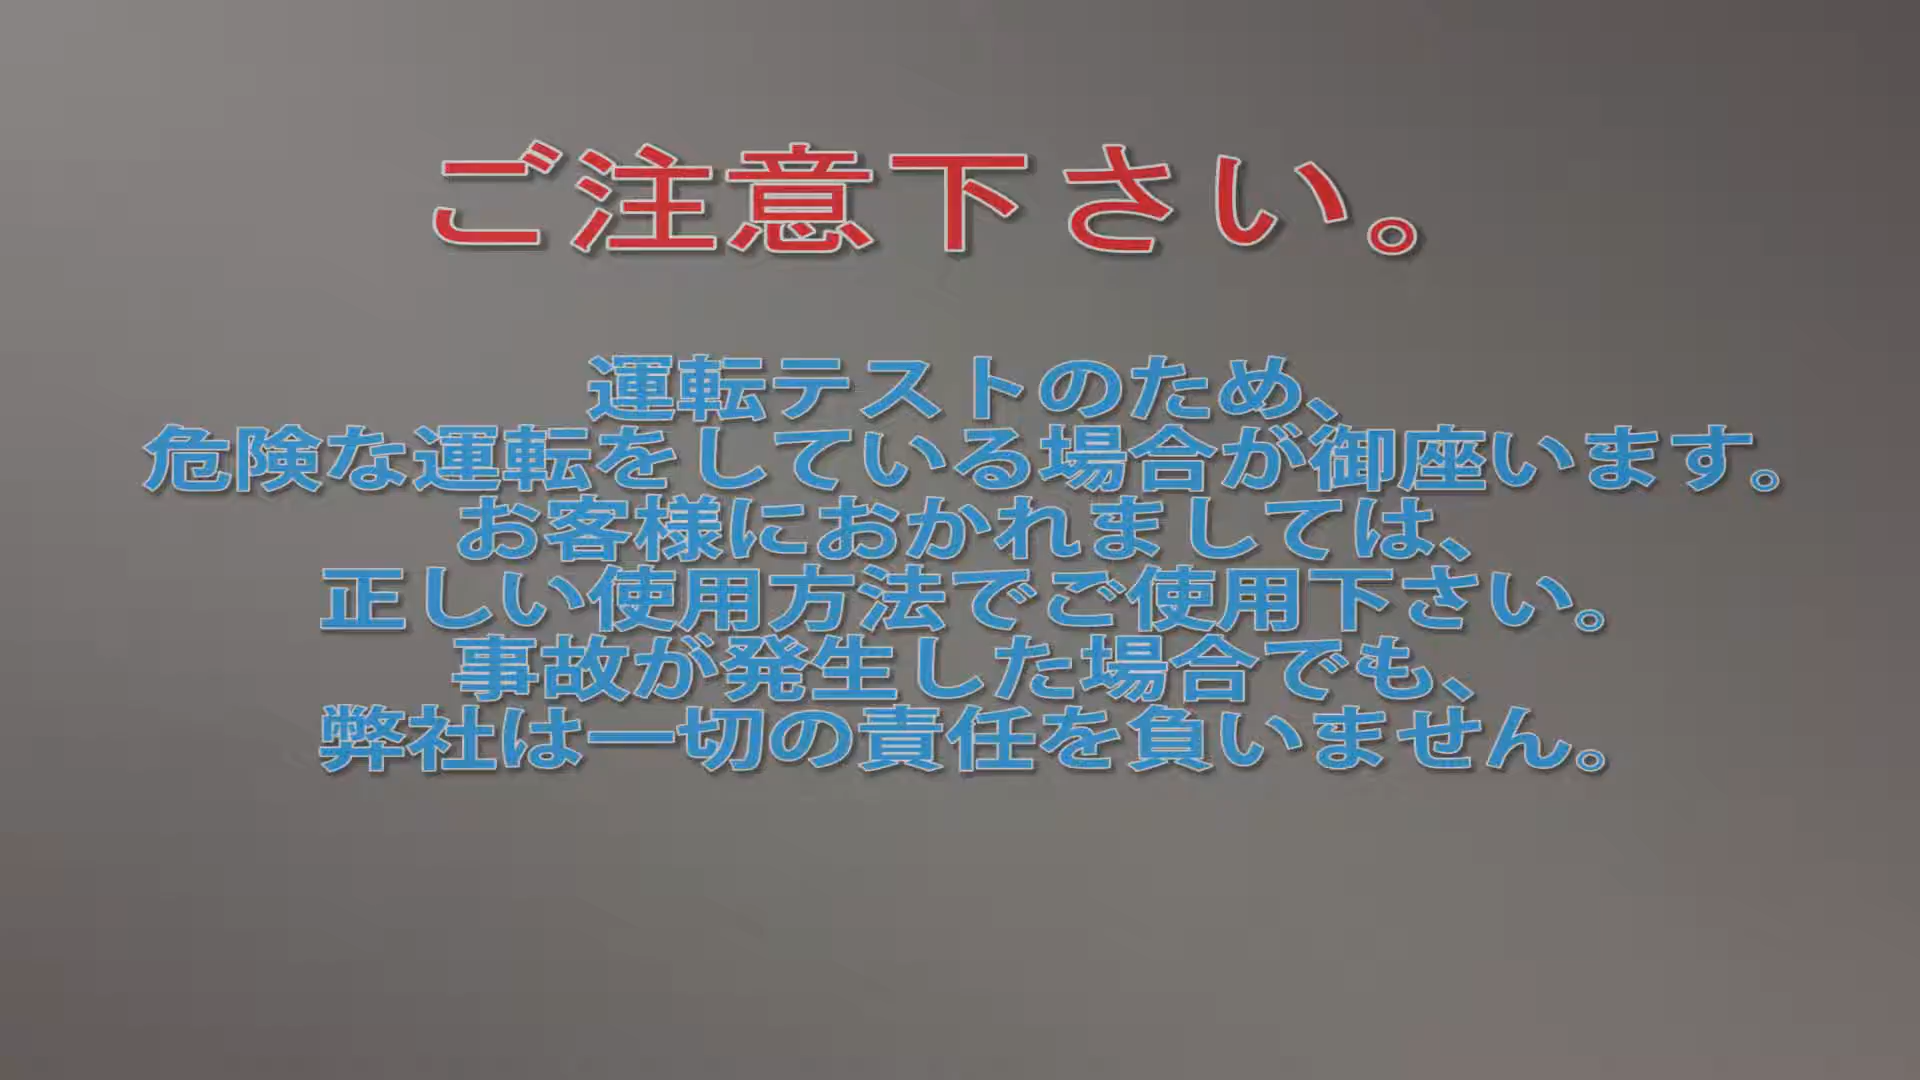 ご注意下さい。
運転テストのため、
危険な運転をしている場合が御座います。
お客様におかれましては、
正しい使用方法でご使用下さい。
事故が発生した場合でも、
弊社は一切の責任を負いません。